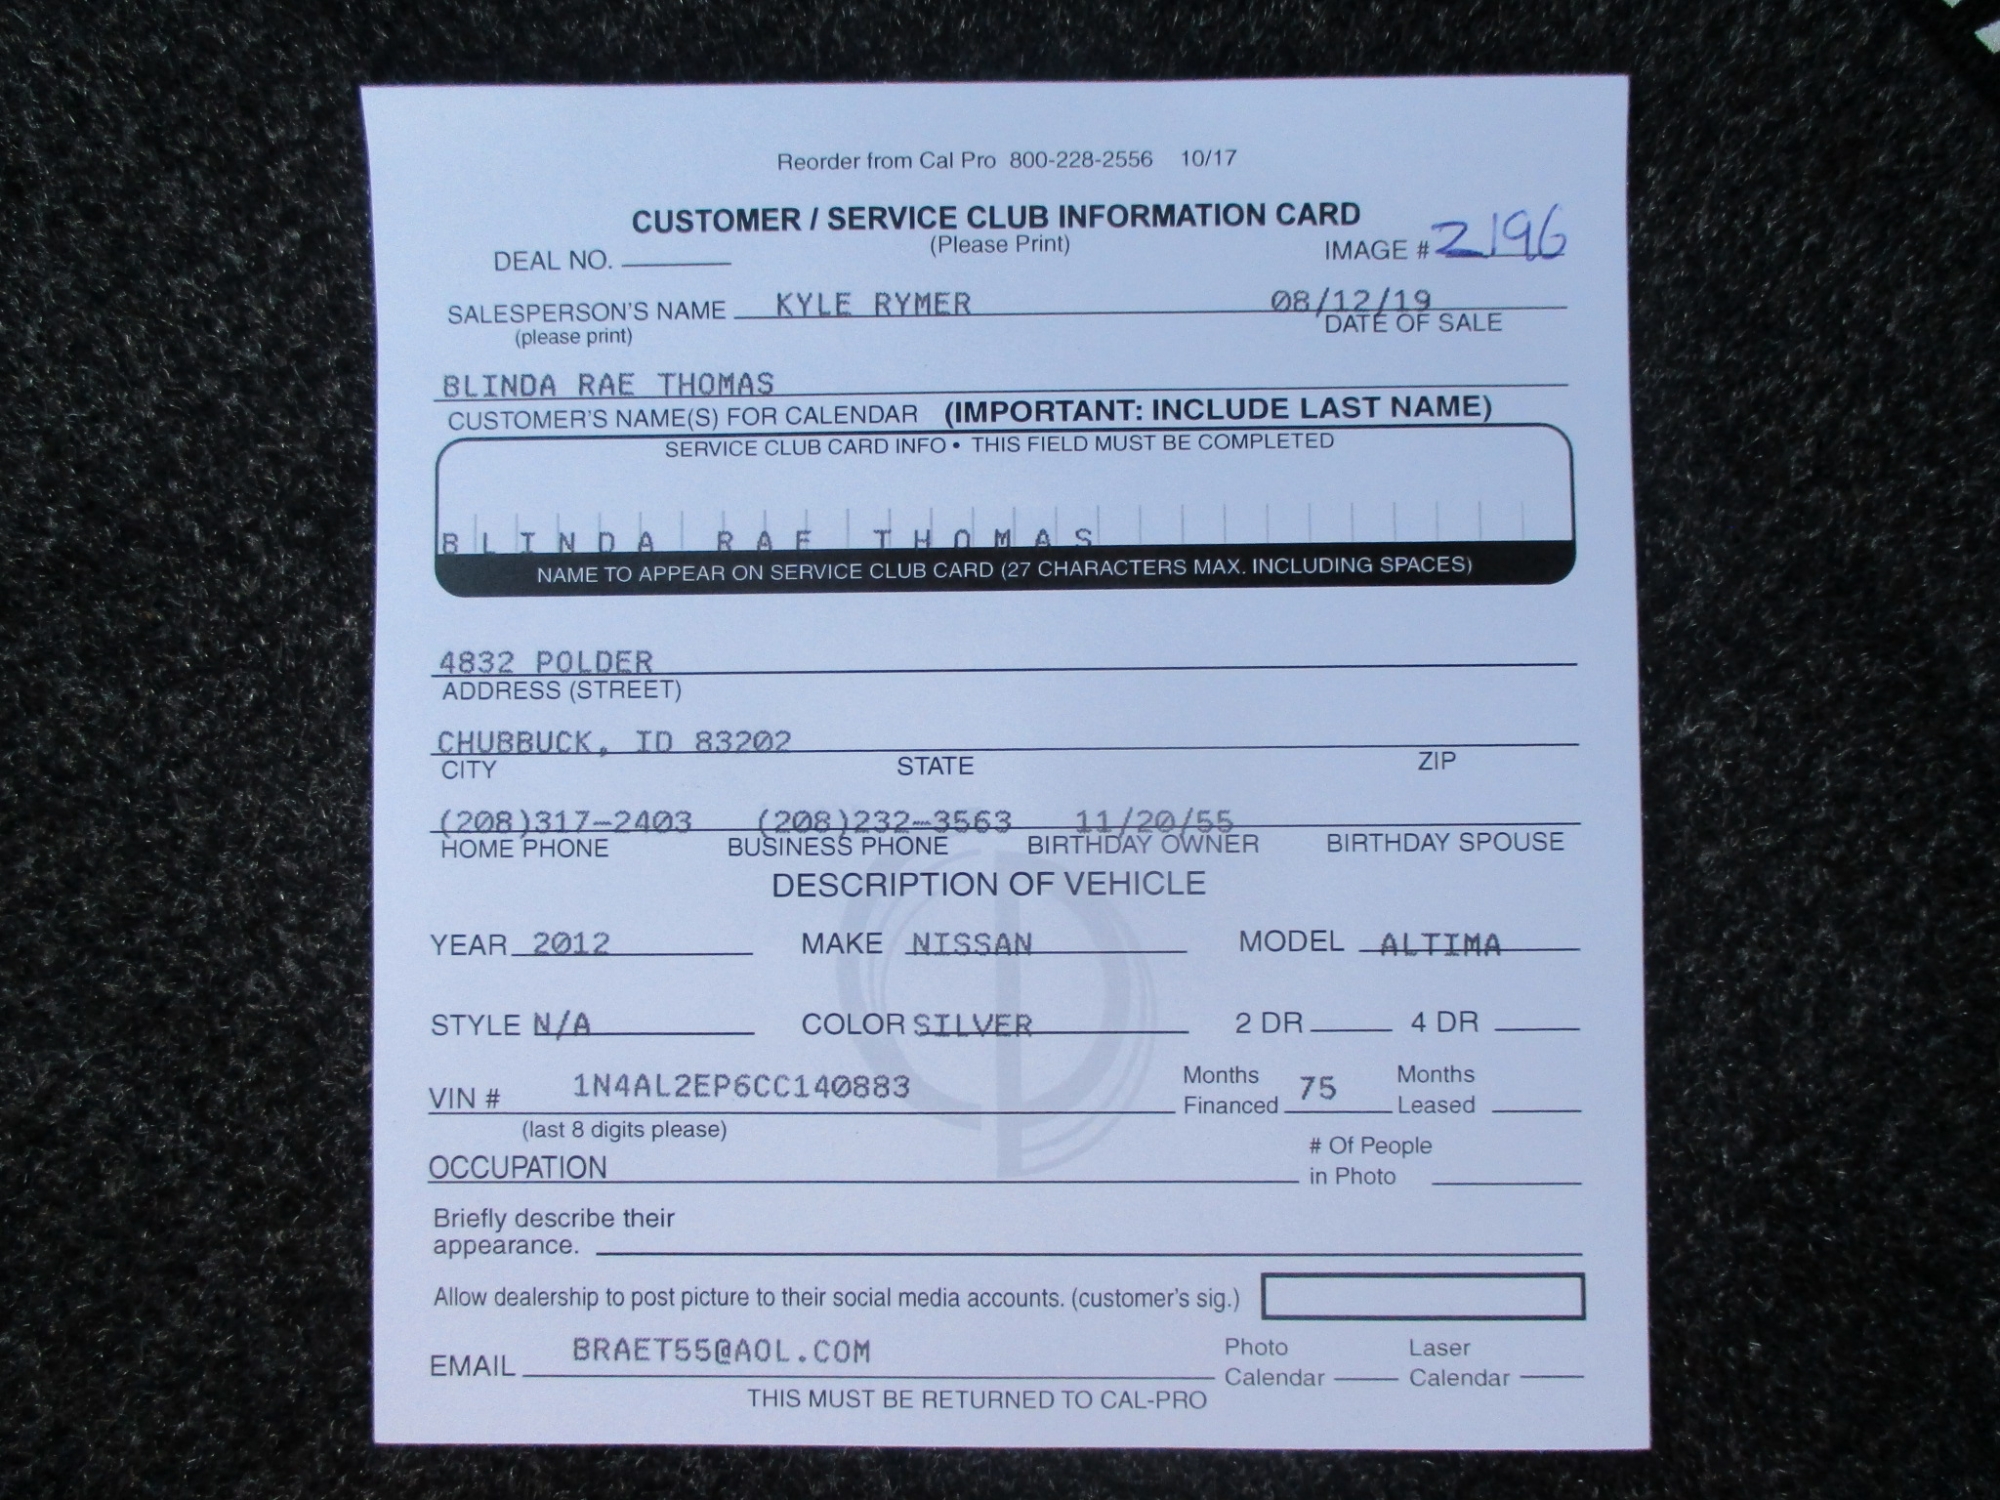 Reorder from Cal Pro 800-228-2556 10/17
CUSTOMER / SERVICE CLUB INFORMATION CARD
(Please Print)
DEAL NO.
IMAGE # 2196
SALESPERSON'S NAME KYLE RYMER 08/12/19
(please print) DATE OF SALE
BLINDA RAE THOMAS
CUSTOMER'S NAME(S) FOR CALENDAR (IMPORTANT: INCLUDE LAST NAME)
SERVICE CLUB CARD INFO • THIS FIELD MUST BE COMPLETED
BLINDA RAE THOMAS
NAME TO APPEAR ON SERVICE CLUB CARD (27 CHARACTERS MAX. INCLUDING SPACES)
4832 POLDER
ADDRESS (STREET)
CHUBBUCK, ID 83202
CITY STATE ZIP
(208)317-2403 (208)232-3563 11/20/55
HOME PHONE BUSINESS PHONE BIRTHDAY OWNER BIRTHDAY SPOUSE
DESCRIPTION OF VEHICLE
YEAR 2012 MAKE NISSAN MODEL ALTIMA
STYLE N/A COLOR SILVER 2 DR 4 DR
VIN # 1N4AL2EP6CC140883 Months Financed 75 Months Leased
(last 8 digits please)
OCCUPATION # Of People in Photo
Briefly describe their
appearance.
Allow dealership to post picture to their social media accounts. (customer's sig.)
EMAIL BRAET55@AOL.COM Photo Calendar Laser Calendar
THIS MUST BE RETURNED TO CAL-PRO